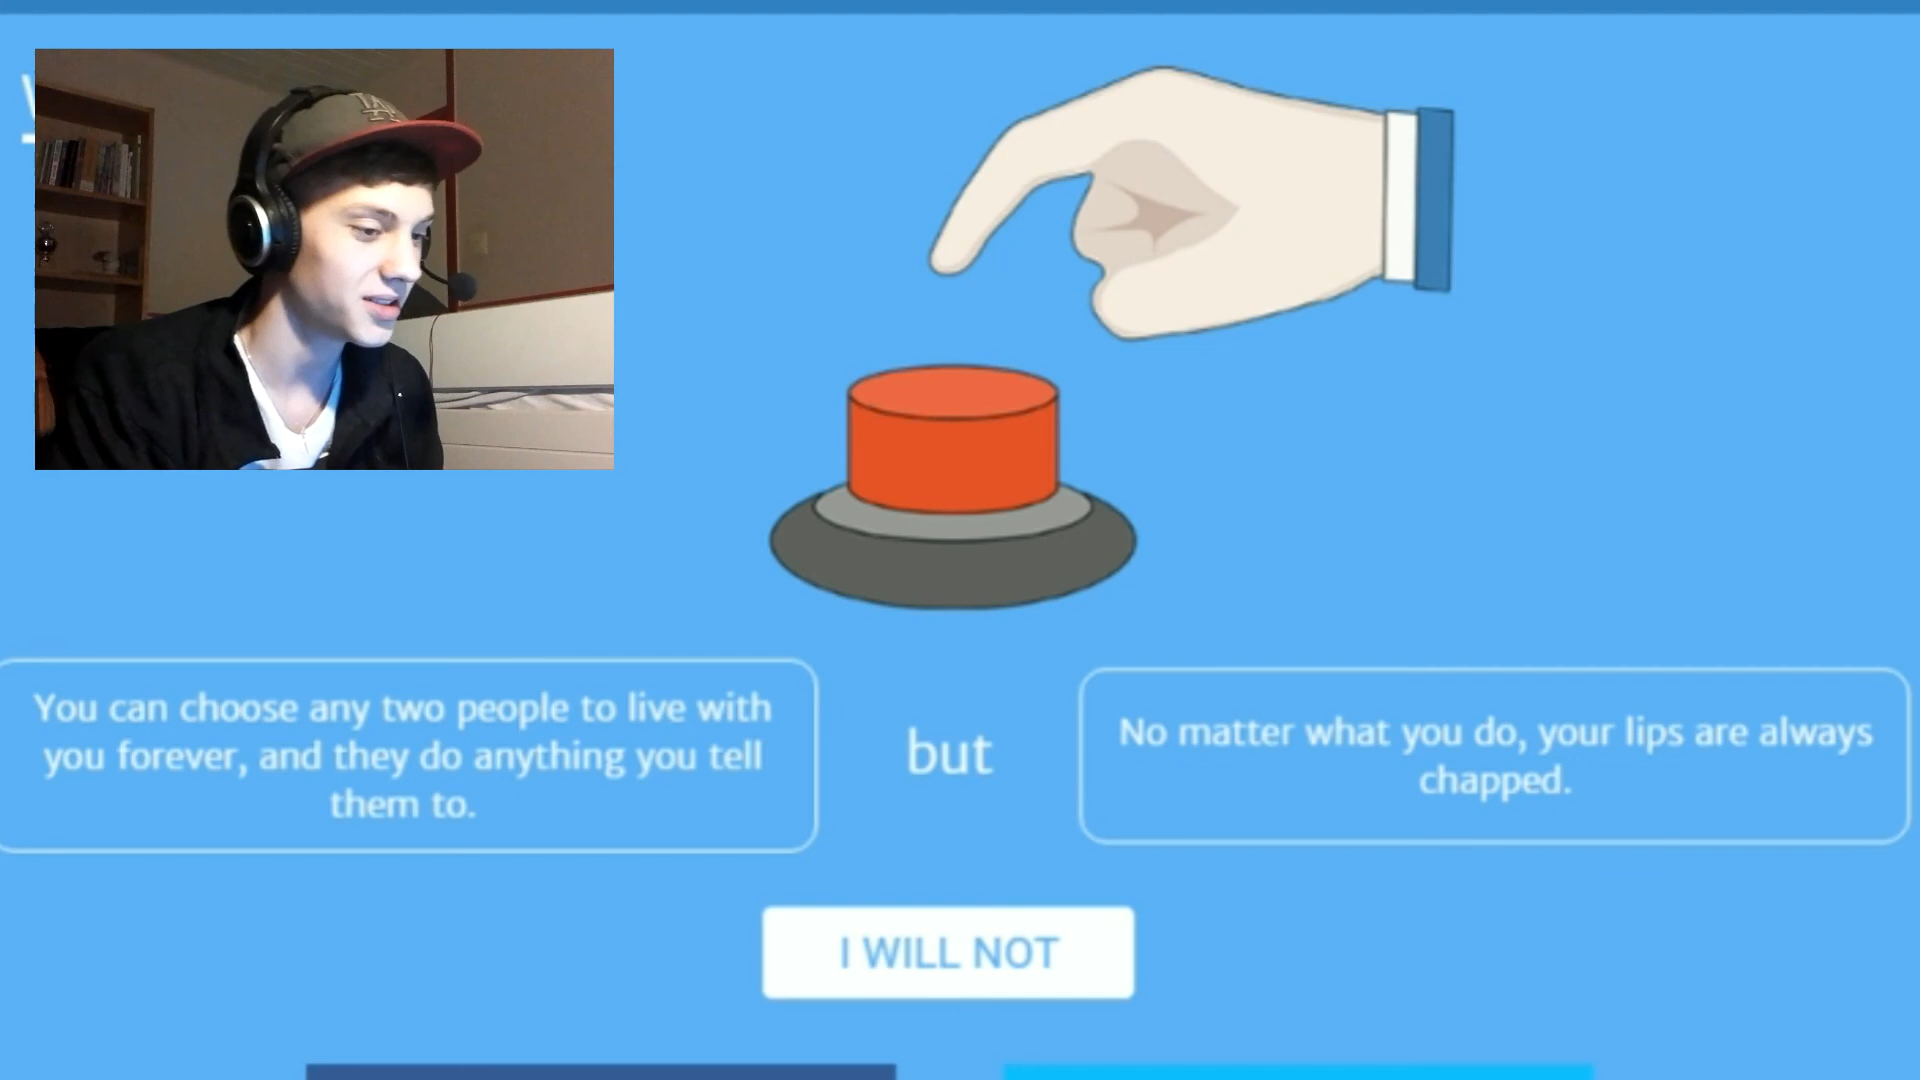 LA
You can choose any two people to live with
you forever, and they do anything you tell
them to.
but
No matter what you do, your lips are always
chapped.
I WILL NOT